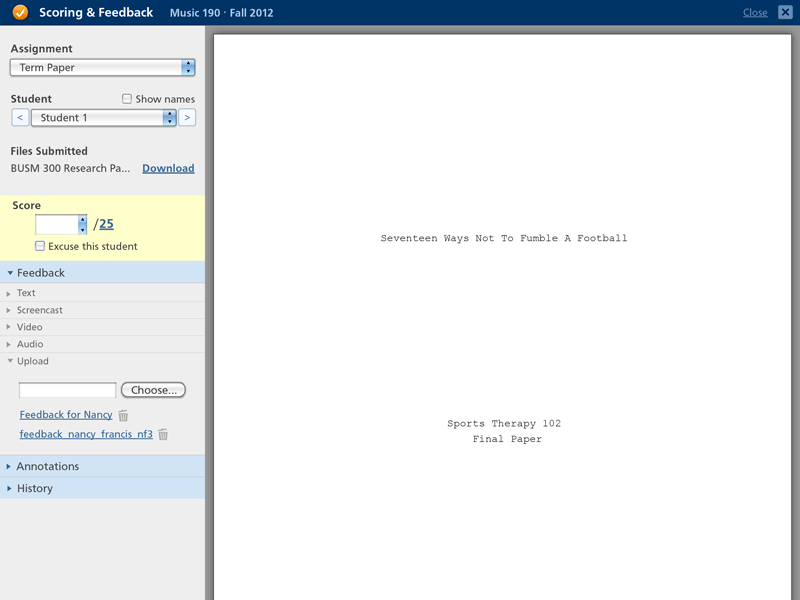 Scoring & Feedback Music 190 · Fall 2012 Close
Assignment
Term Paper
Student Show names
< Student 1 >
Files Submitted
BUSM 300 Research Pa... Download
Score
/25
Excuse this student
Feedback
Text
Screencast
Video
Audio
Upload
Choose...
Feedback for Nancy
feedback_nancy_francis_nf3
Annotations
History
Seventeen Ways Not To Fumble A Football
Sports Therapy 102
Final Paper